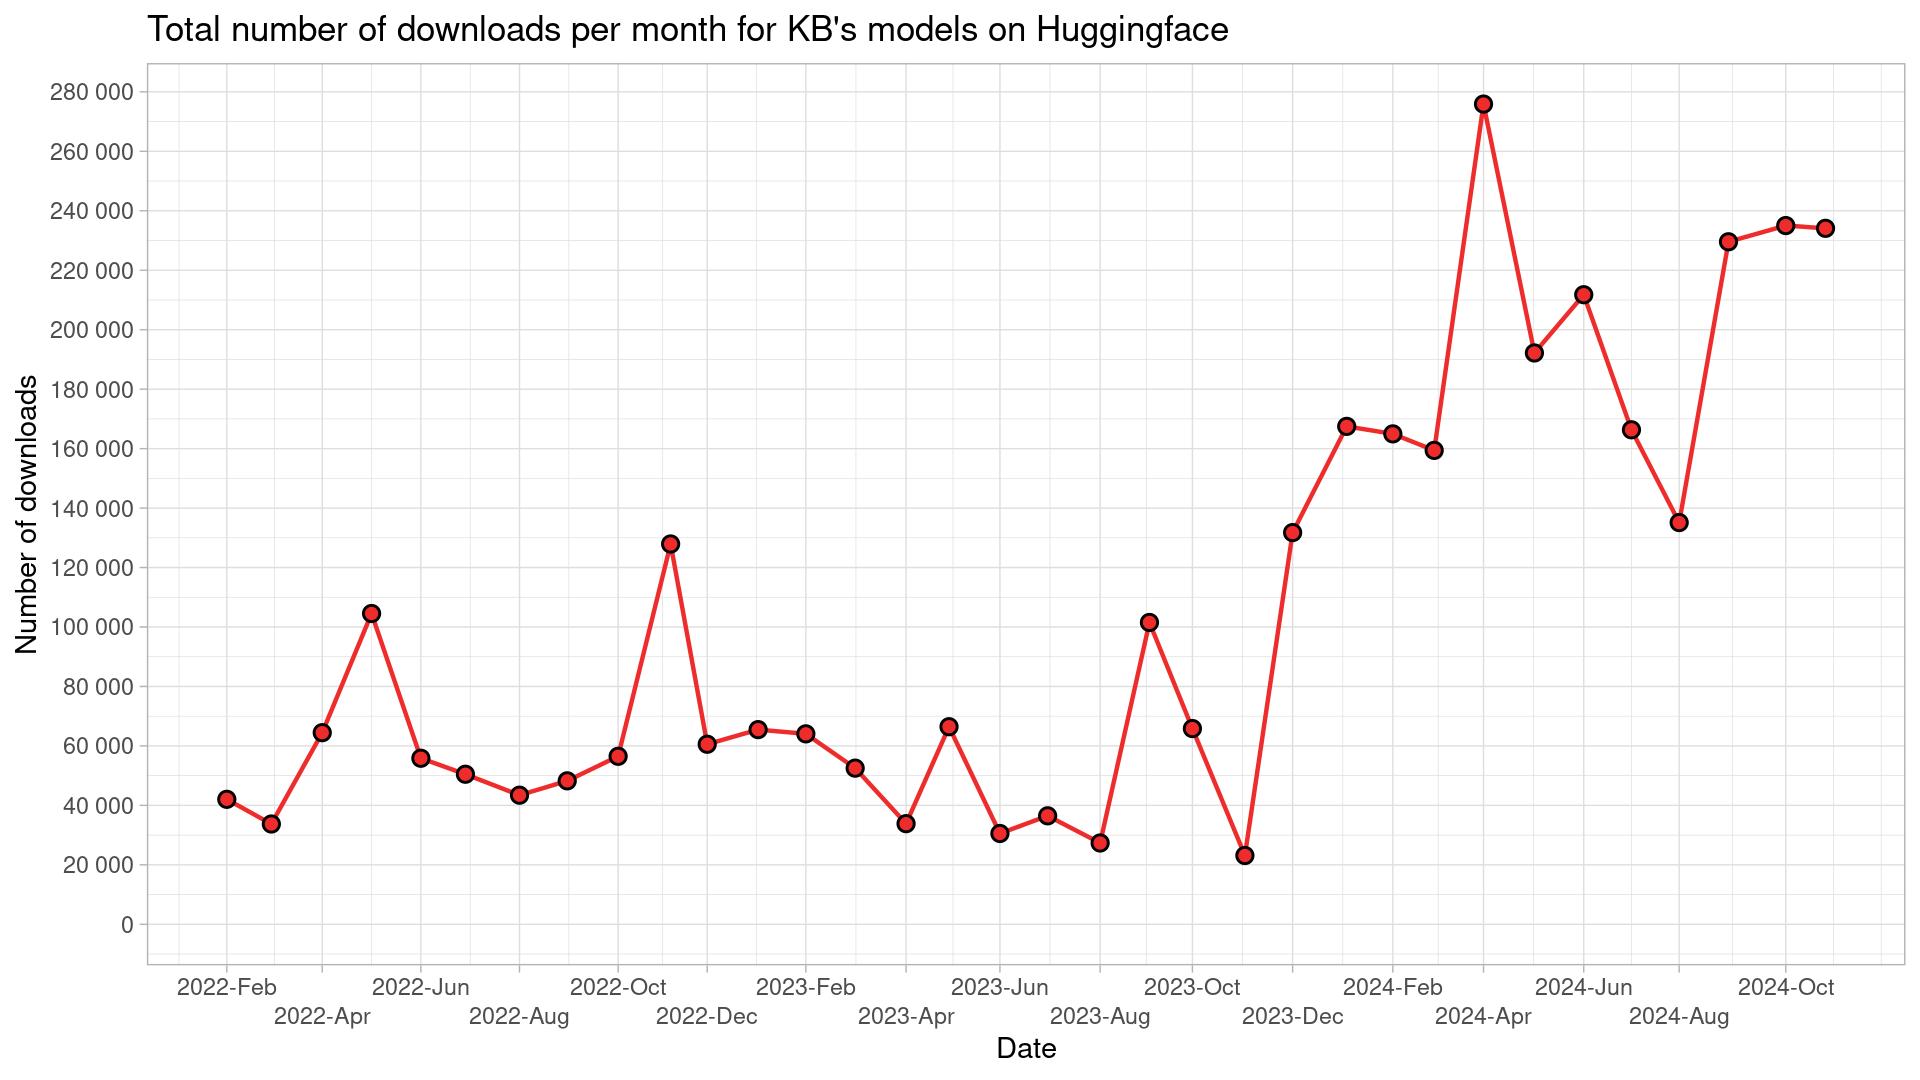 Total number of downloads per month for KB's models on Huggingface
Number of downloads
280 000
260 000
240 000
220 000
200 000
180 000
160 000
140 000
120 000
100 000
80 000
60 000
40 000
20 000
0
2022-Feb
2022-Apr
2022-Jun
2022-Aug
2022-Oct
2022-Dec
2023-Feb
2023-Apr
2023-Jun
2023-Aug
2023-Oct
2023-Dec
2024-Feb
2024-Apr
2024-Jun
2024-Aug
2024-Oct
Date